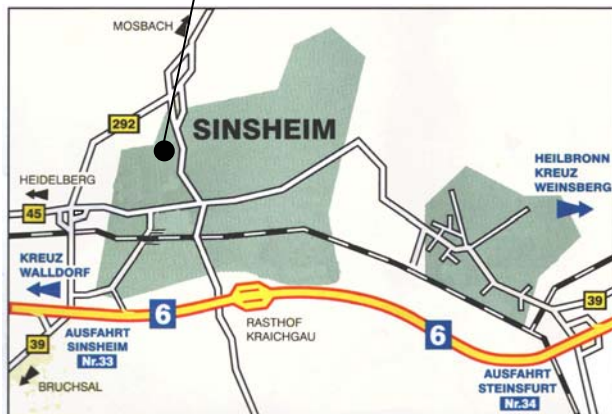 MOSBACH
292
SINSHEIM
HEILBRONN
KREUZ
WEINSBERG
HEIDELBERG
45
KREUZ
WALLDORF
6
RASTHOF
KRAICHGAU
39
AUSFAHRT
SINSHEIM
Nr.33
39
6
BRUCHSAL
AUSFAHRT
STEINSFURT
Nr.34